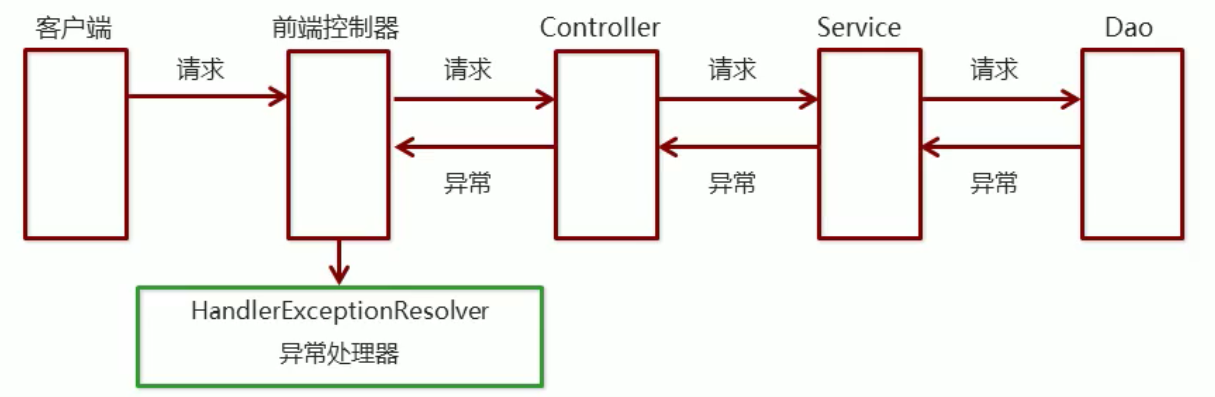 客户端
前端控制器
Controller
Service
Dao
请求
请求
请求
请求
异常
异常
异常
HandlerExceptionResolver
异常处理器